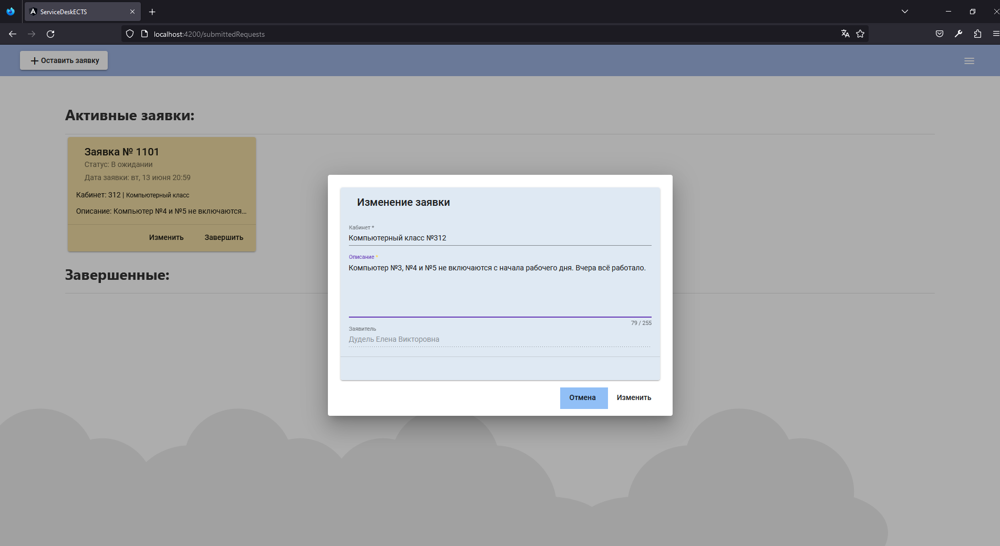 ServiceDeskECTS
localhost:4200/submittedRequests
Оставить заявку
Активные заявки:
Заявка № 1101
Статус: В ожидании
Дата заявки: вт, 13 июня 20:59
Кабинет: 312 | Компьютерный класс
Описание: Компьютер №4 и №5 не включаются...
Изменить Завершить
Завершенные:
Изменение заявки
Кабинет *
Компьютерный класс №312
Описание *
Компьютер №3, №4 и №5 не включаются с начала рабочего дня. Вчера всё работало.
79 / 255
Заявитель
Дудель Елена Викторовна
Отмена Изменить